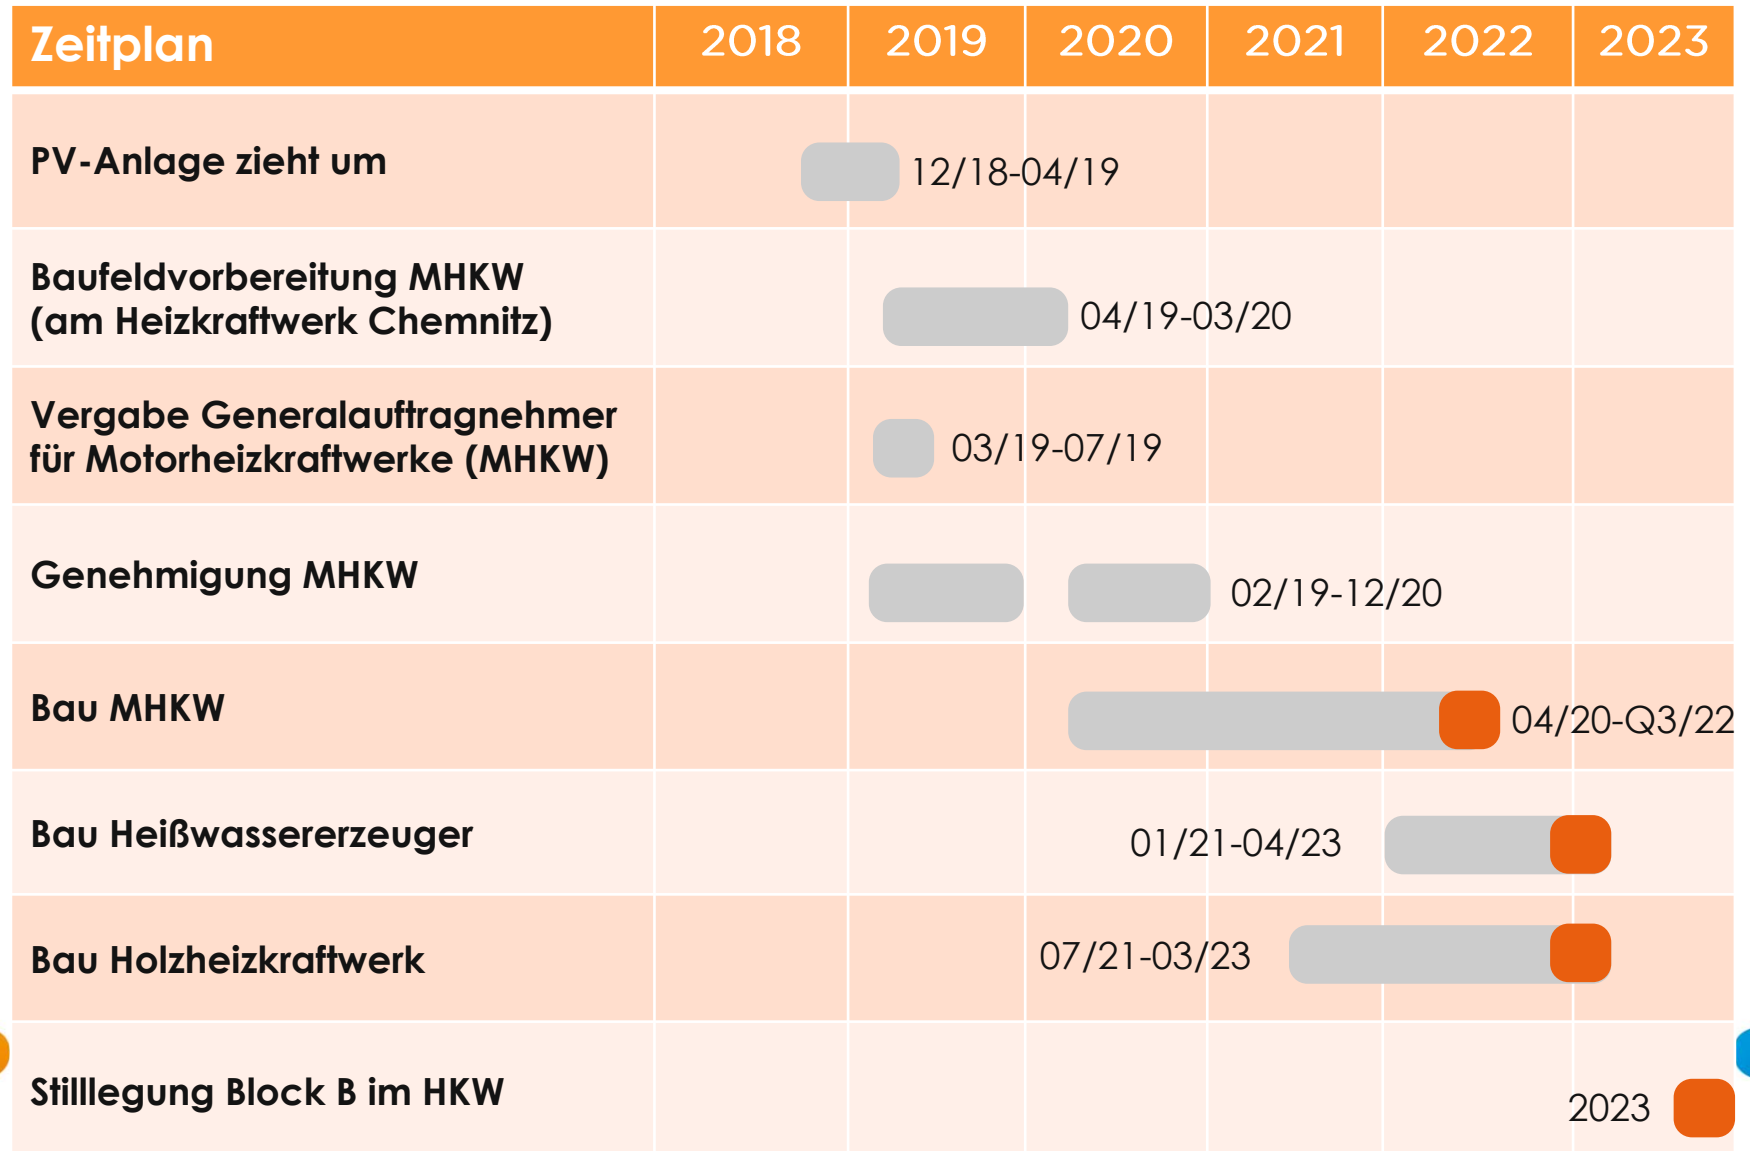 Zeitplan 2018 2019 2020 2021 2022 2023
PV-Anlage zieht um 12/18-04/19
Baufeldvorbereitung MHKW
(am Heizkraftwerk Chemnitz) 04/19-03/20
Vergabe Generalauftragnehmer
für Motorheizkraftwerke (MHKW) 03/19-07/19
Genehmigung MHKW 02/19-12/20
Bau MHKW 04/20-Q3/22
Bau Heißwassererzeuger 01/21-04/23
Bau Holzheizkraftwerk 07/21-03/23
Stilllegung Block B im HKW 2023